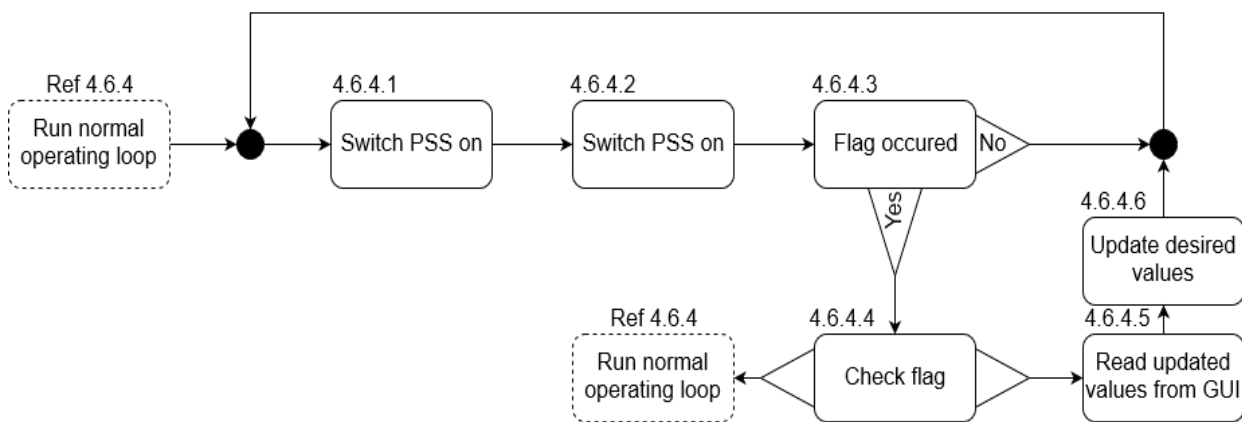 Ref 4.6.4
Run normal
operating loop
4.6.4.1
Switch PSS on
4.6.4.2
Switch PSS on
4.6.4.3
Flag occured
No
Yes
4.6.4.6
Update desired
values
Ref 4.6.4
Run normal
operating loop
4.6.4.4
Check flag
4.6.4.5
Read updated
values from GUI